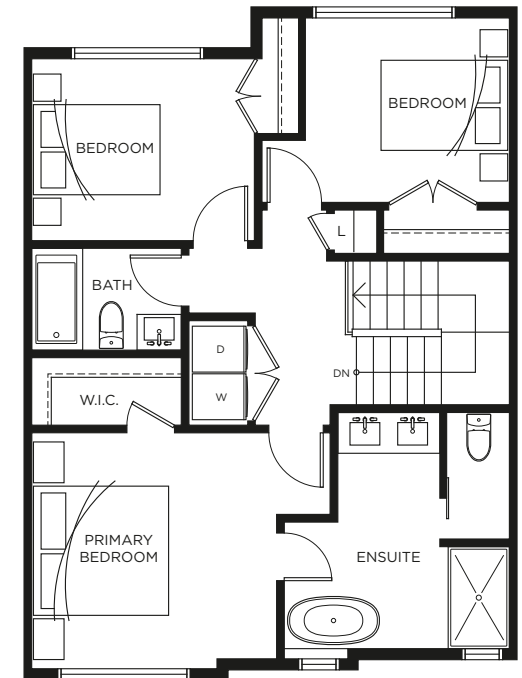 BEDROOM
BEDROOM
L
BATH
D
DN
W
W.I.C.
PRIMARY
BEDROOM
ENSUITE